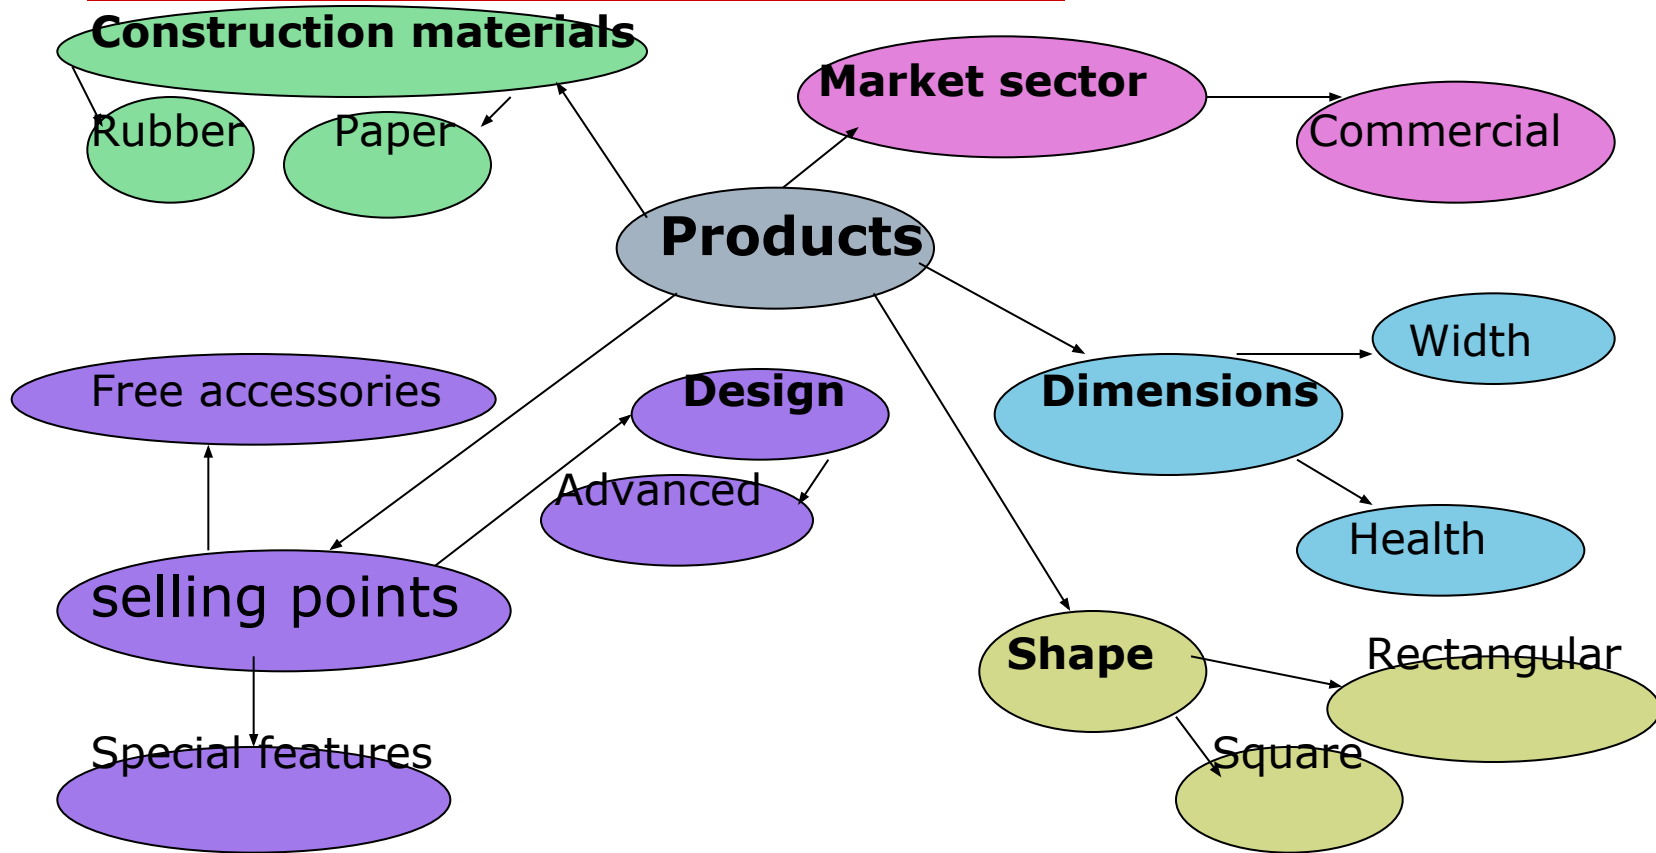 Construction materials
Market sector
Rubber
Paper
Commercial
Products
Width
Free accessories
Design
Dimensions
Advanced
Health
selling points
Shape
Rectangular
Special features
Square